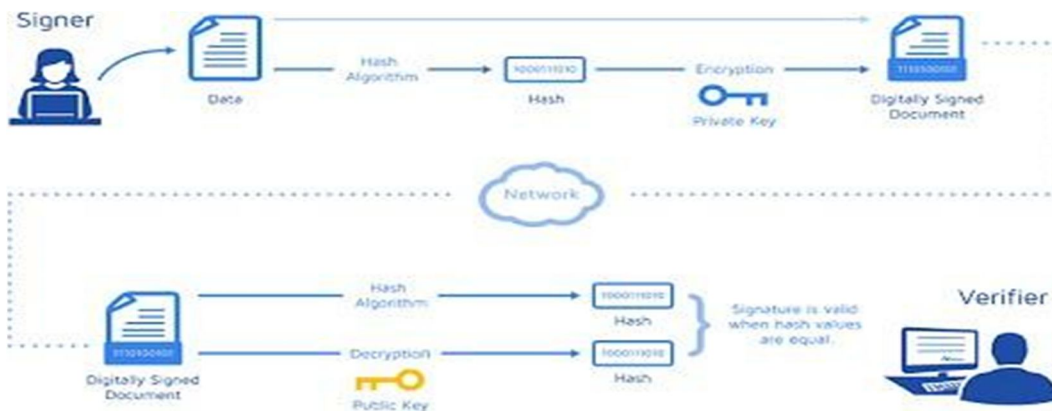 Signer
Hash
Algorithm
1000111010
Encryption
Data
Hash
Private Key
Digitally Signed
Document
Network
Hash
Algorithm
1000111010
Hash
Signature is valid
when hash values
are equal.
Verifier
Decryption
1000111010
Hash
Digitally Signed
Document
Public Key